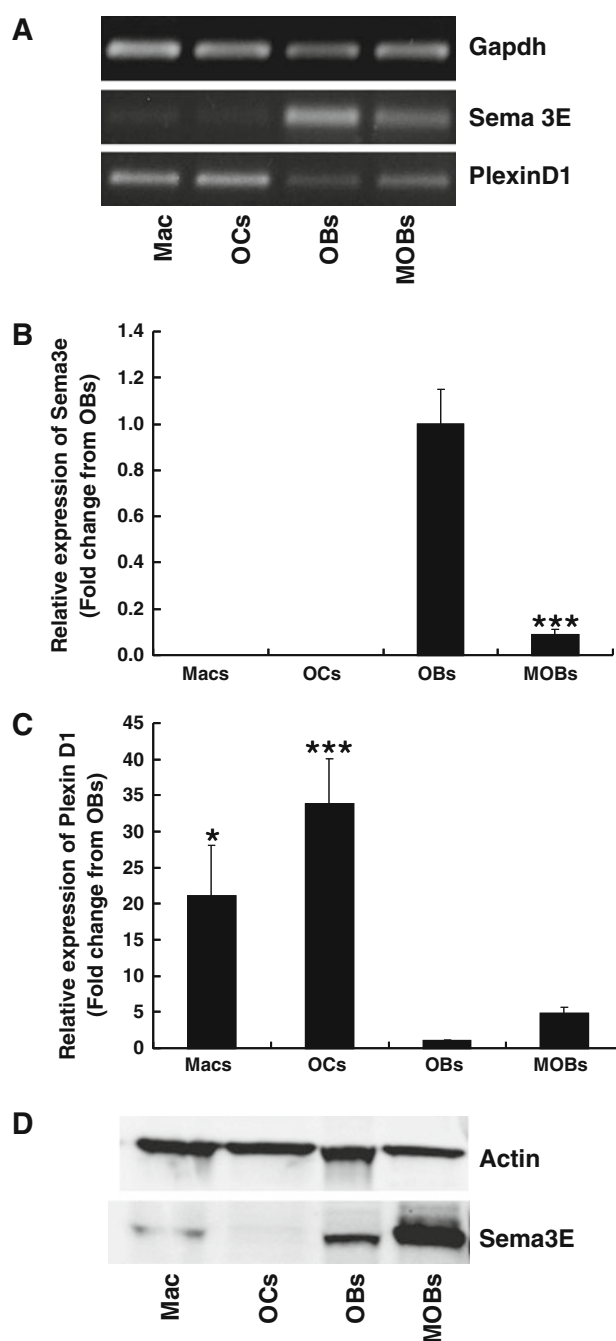 A
Gapdh
Sema 3E
PlexinD1
Mac OCs OBs MOBs
B
Relative expression of Sema3e
(Fold change from OBs)
1.4
1.2
1.0
0.8
0.6
0.4
0.2
0.0
***
Macs OCs OBs MOBs
C
Relative expression of Plexin D1
(Fold change from OBs)
45
40
35
30
25
20
15
10
5
0
*
***
Macs OCs OBs MOBs
D
Actin
Sema3E
Mac OCs OBs MOBs